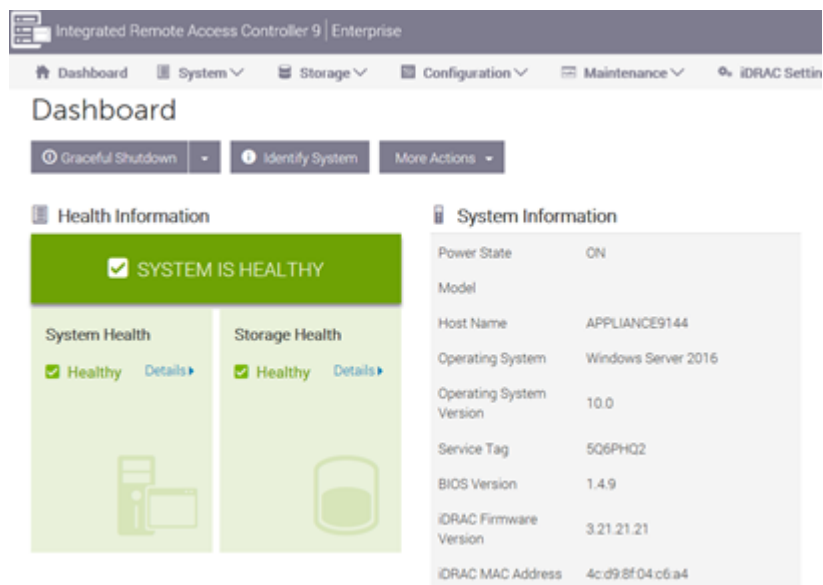 Integrated Remote Access Controller 9 | Enterprise
Dashboard System Storage Configuration Maintenance iDRAC Settin
Dashboard
Graceful Shutdown Identify System More Actions
Health Information
SYSTEM IS HEALTHY
System Health Storage Health
Healthy Details Healthy Details
System Information
Power State ON
Model
Host Name APPLIANCE9144
Operating System Windows Server 2016
Operating System
Version 10.0
Service Tag 5Q6PHQ2
BIOS Version 1.4.9
iDRAC Firmware
Version 3.21.21.21
iDRAC MAC Address 4c:d9:8f:04:c6:a4